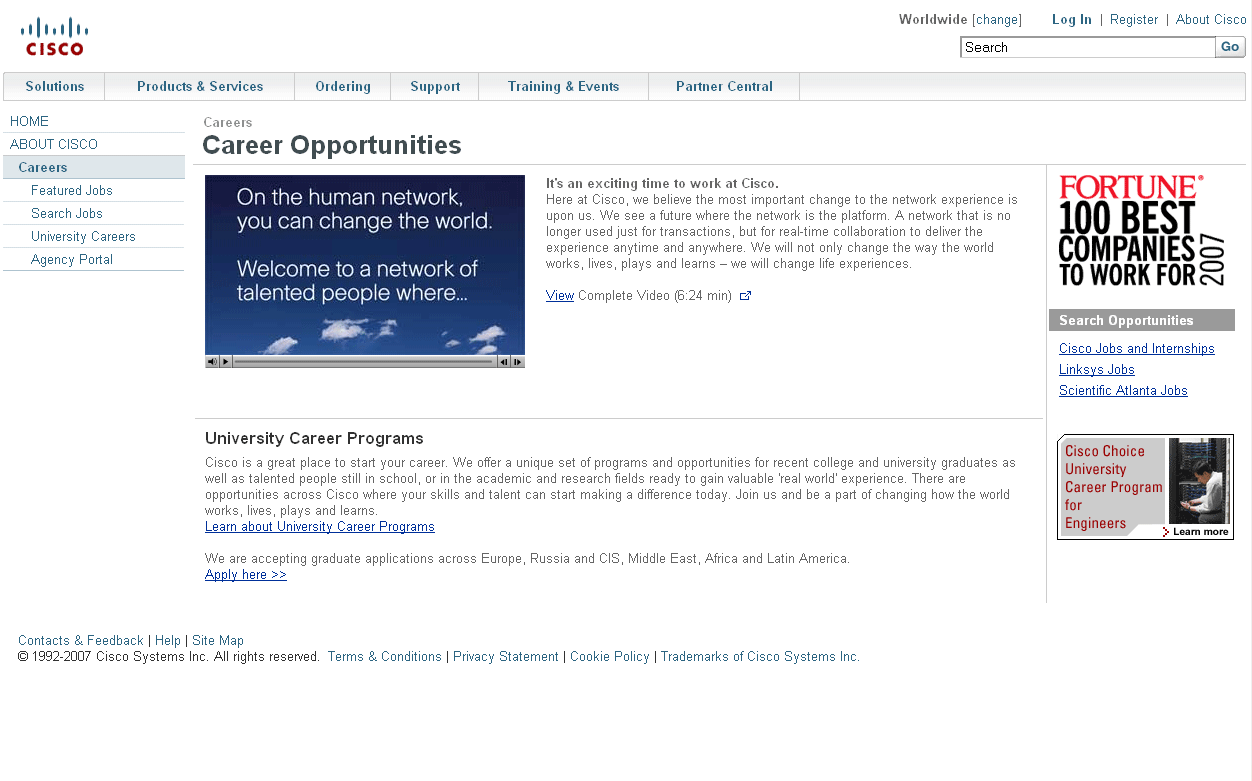 CISCO
Worldwide [change] Log In | Register | About Cisco
Search Go
Solutions Products & Services Ordering Support Training & Events Partner Central
HOME
ABOUT CISCO
Careers
Featured Jobs
Search Jobs
University Careers
Agency Portal
Careers
Career Opportunities
On the human network,
you can change the world.
Welcome to a network of
talented people where...
It's an exciting time to work at Cisco.
Here at Cisco, we believe the most important change to the network experience is
upon us. We see a future where the network is the platform. A network that is no
longer used just for transactions, but for real-time collaboration to deliver the
experience anytime and anywhere. We will not only change the way the world
works, lives, plays and learns – we will change life experiences.
View Complete Video (6:24 min)
FORTUNE®
100 BEST
COMPANIES
TO WORK FOR
2007
Search Opportunities
Cisco Jobs and Internships
Linksys Jobs
Scientific Atlanta Jobs
Cisco Choice
University
Career Program
for
Engineers
Learn more
University Career Programs
Cisco is a great place to start your career. We offer a unique set of programs and opportunities for recent college and university graduates as
well as talented people still in school, or in the academic and research fields ready to gain valuable 'real world' experience. There are
opportunities across Cisco where your skills and talent can start making a difference today. Join us and be a part of changing how the world
works, lives, plays and learns.
Learn about University Career Programs
We are accepting graduate applications across Europe, Russia and CIS, Middle East, Africa and Latin America.
Apply here >>
Contacts & Feedback | Help | Site Map
© 1992-2007 Cisco Systems Inc. All rights reserved. Terms & Conditions | Privacy Statement | Cookie Policy | Trademarks of Cisco Systems Inc.